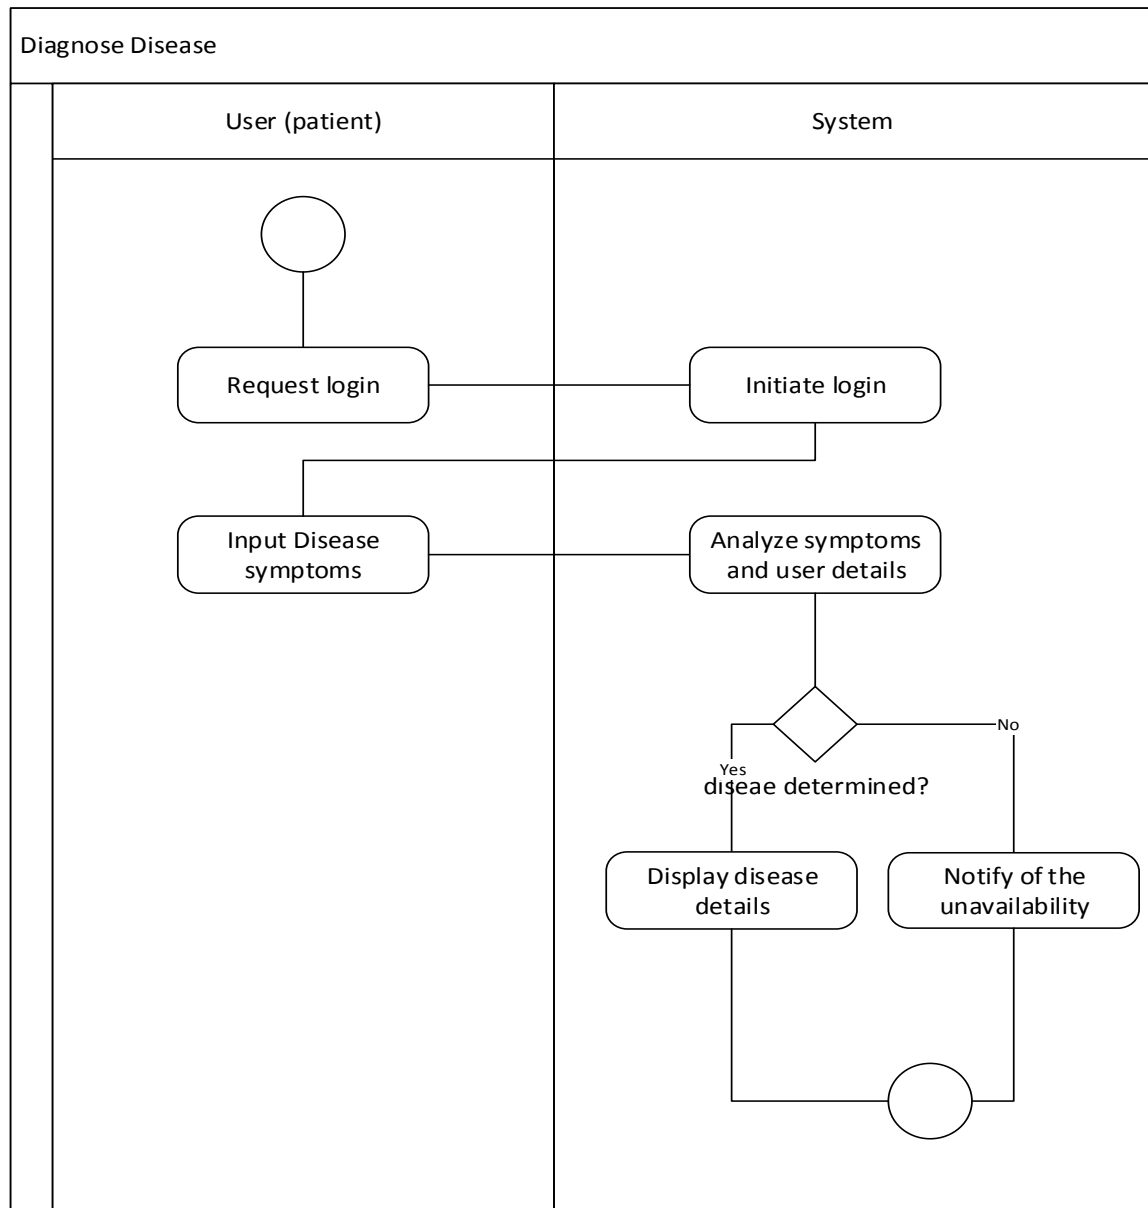 Diagnose Disease
User (patient)
System
Request login
Initiate login
Input Disease
symptoms
Analyze symptoms
and user details
No
Yes
diseae determined?
Display disease
details
Notify of the
unavailability